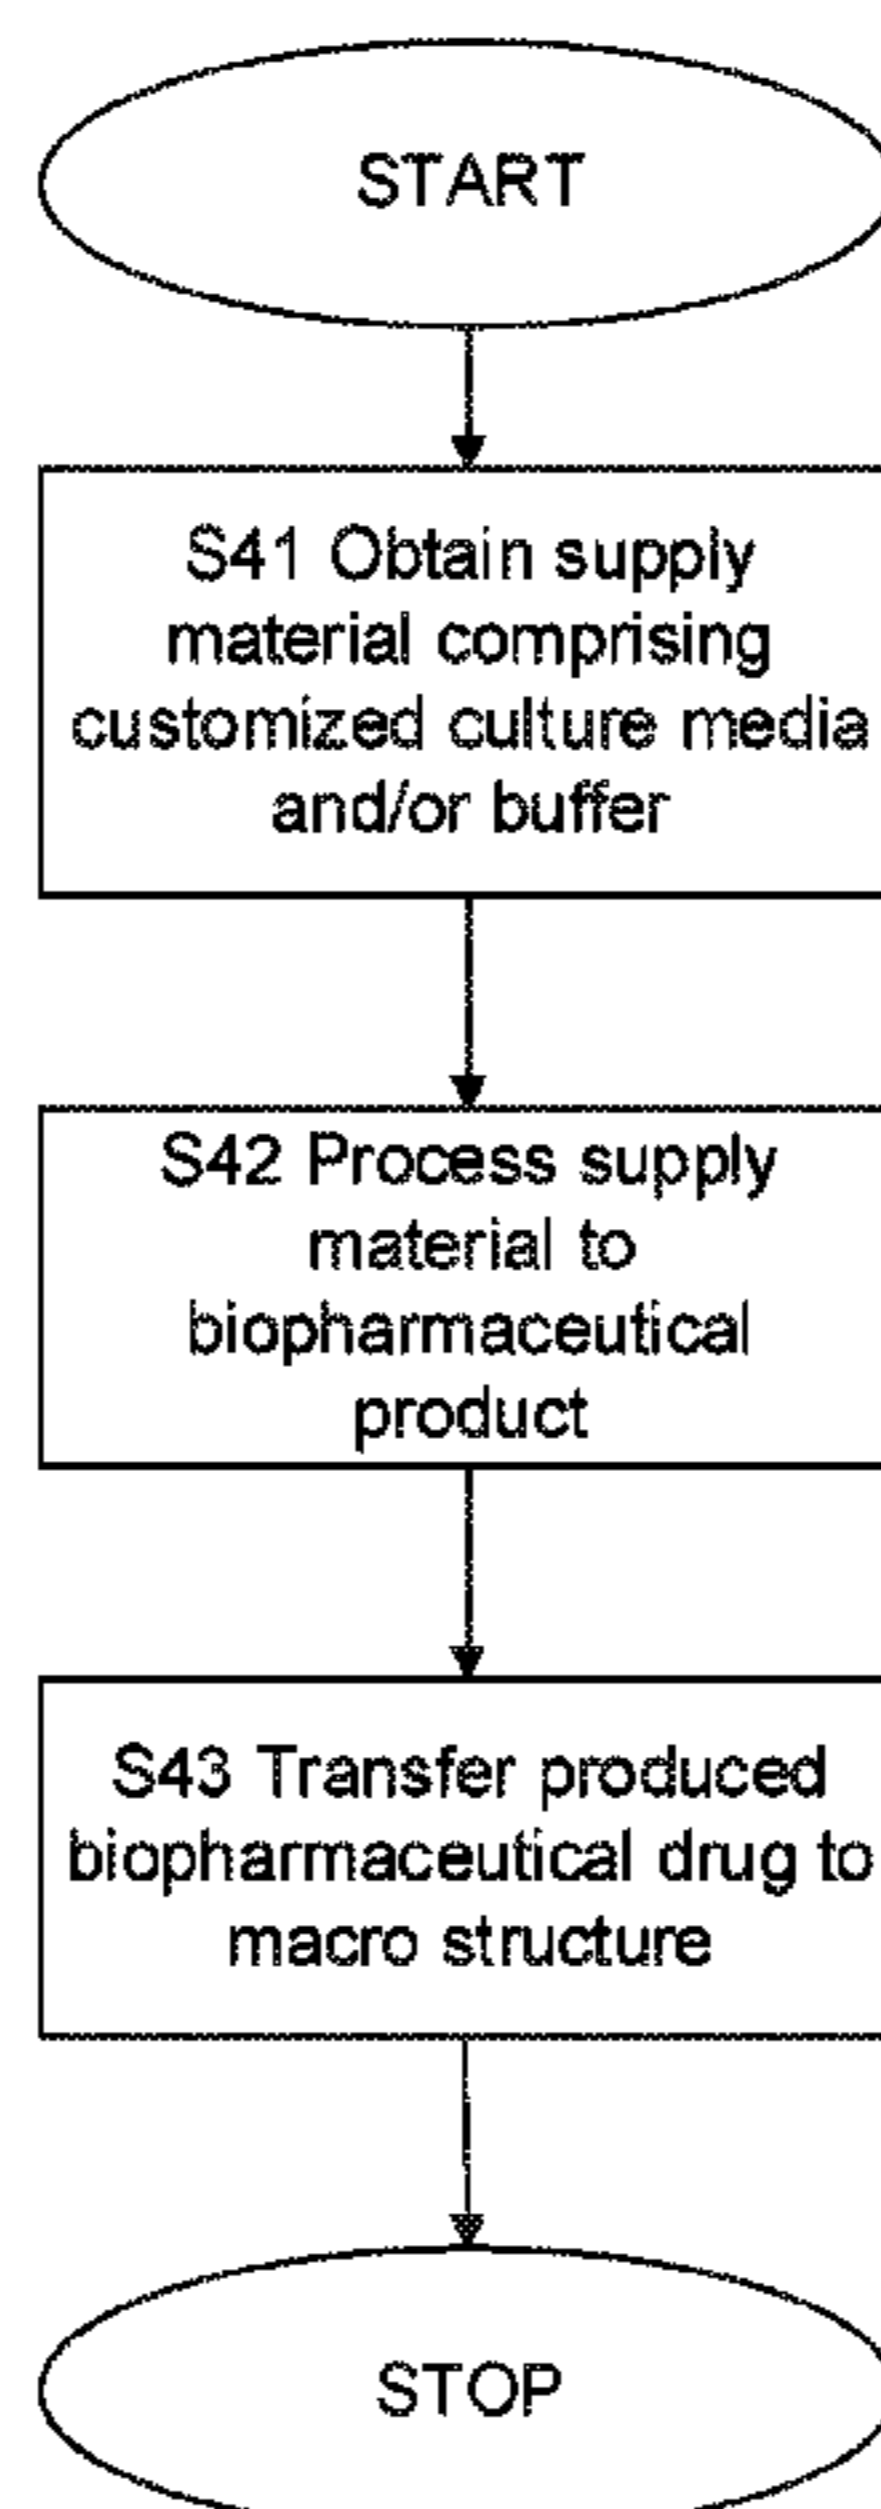 START
S41 Obtain supply
material comprising
customized culture media
and/or buffer
S42 Process supply
material to
biopharmaceutical
product
S43 Transfer produced
biopharmaceutical drug to
macro structure
STOP